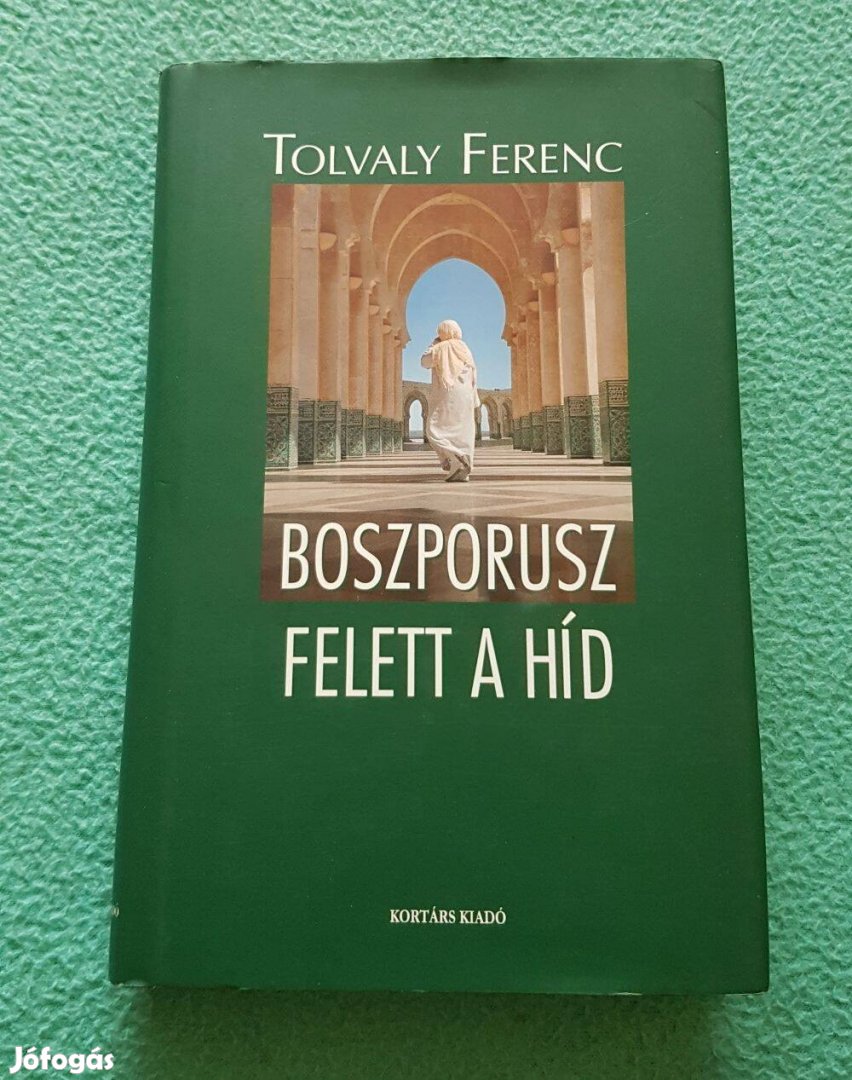 TOLVALY FERENC
BOSZPORUSZ
FELETT A HÍD
KORTÁRS KIADÓ
Jófogás